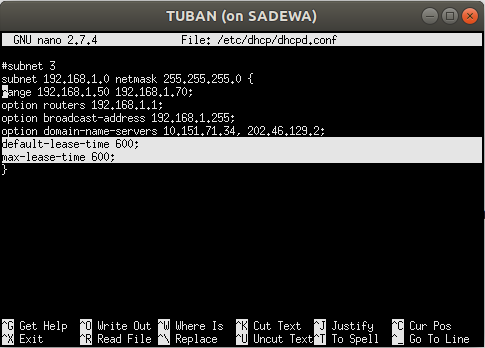 TUBAN (on SADEWA)
GNU nano 2.7.4 File: /etc/dhcp/dhcpd.conf
#subnet 3
subnet 192.168.1.0 netmask 255.255.255.0 {
range 192.168.1.50 192.168.1.70;
option routers 192.168.1.1;
option broadcast-address 192.168.1.255;
option domain-name-servers 10.151.71.34, 202.46.129.2;
default-lease-time 600;
max-lease-time 600;
}
^G Get Help ^O Write Out ^W Where Is ^K Cut Text ^J Justify ^C Cur Pos
^X Exit ^R Read File ^\ Replace ^U Uncut Text ^T To Spell ^_ Go To Line